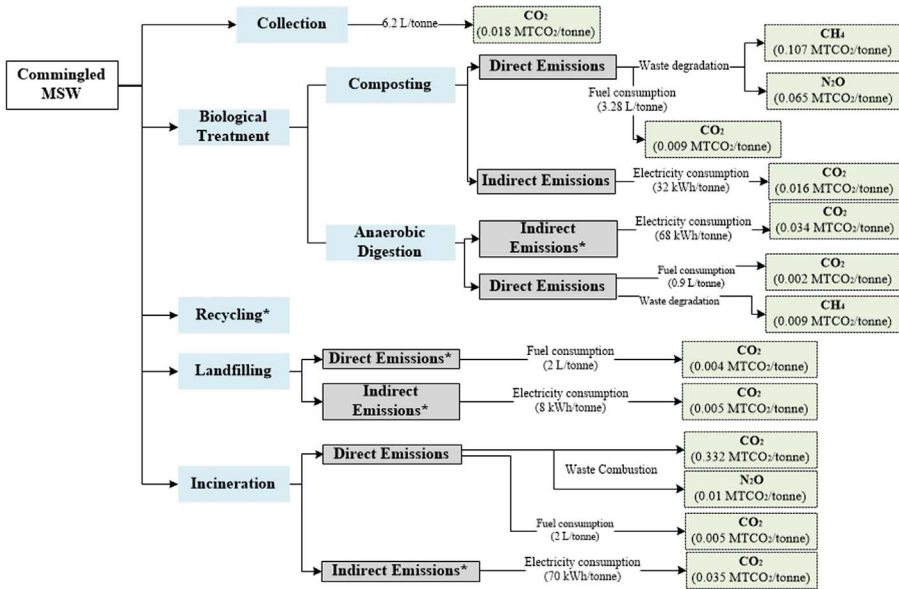 Commingled
MSW
Collection
6.2 L/tonne
CO₂
(0.018 MTCO₂/tonne)
Biological
Treatment
Composting
Direct Emissions
Waste degradation
CH₄
(0.107 MTCO₂/tonne)
N₂O
(0.065 MTCO₂/tonne)
Fuel consumption
(3.28 L/tonne)
CO₂
(0.009 MTCO₂/tonne)
Indirect Emissions
Electricity consumption
(32 kWh/tonne)
CO₂
(0.016 MTCO₂/tonne)
Anaerobic
Digestion
Indirect
Emissions*
Electricity consumption
(68 kWh/tonne)
CO₂
(0.034 MTCO₂/tonne)
Direct Emissions
Fuel consumption
(0.9 L/tonne)
CO₂
(0.002 MTCO₂/tonne)
Waste degradation
CH₄
(0.009 MTCO₂/tonne)
Recycling*
Landfilling
Direct Emissions*
Fuel consumption
(2 L/tonne)
CO₂
(0.004 MTCO₂/tonne)
Indirect
Emissions*
Electricity consumption
(8 kWh/tonne)
CO₂
(0.005 MTCO₂/tonne)
Incineration
Direct Emissions
Waste Combustion
CO₂
(0.332 MTCO₂/tonne)
N₂O
(0.01 MTCO₂/tonne)
Fuel consumption
(2 L/tonne)
CO₂
(0.005 MTCO₂/tonne)
Indirect Emissions*
Electricity consumption
(70 kWh/tonne)
CO₂
(0.035 MTCO₂/tonne)